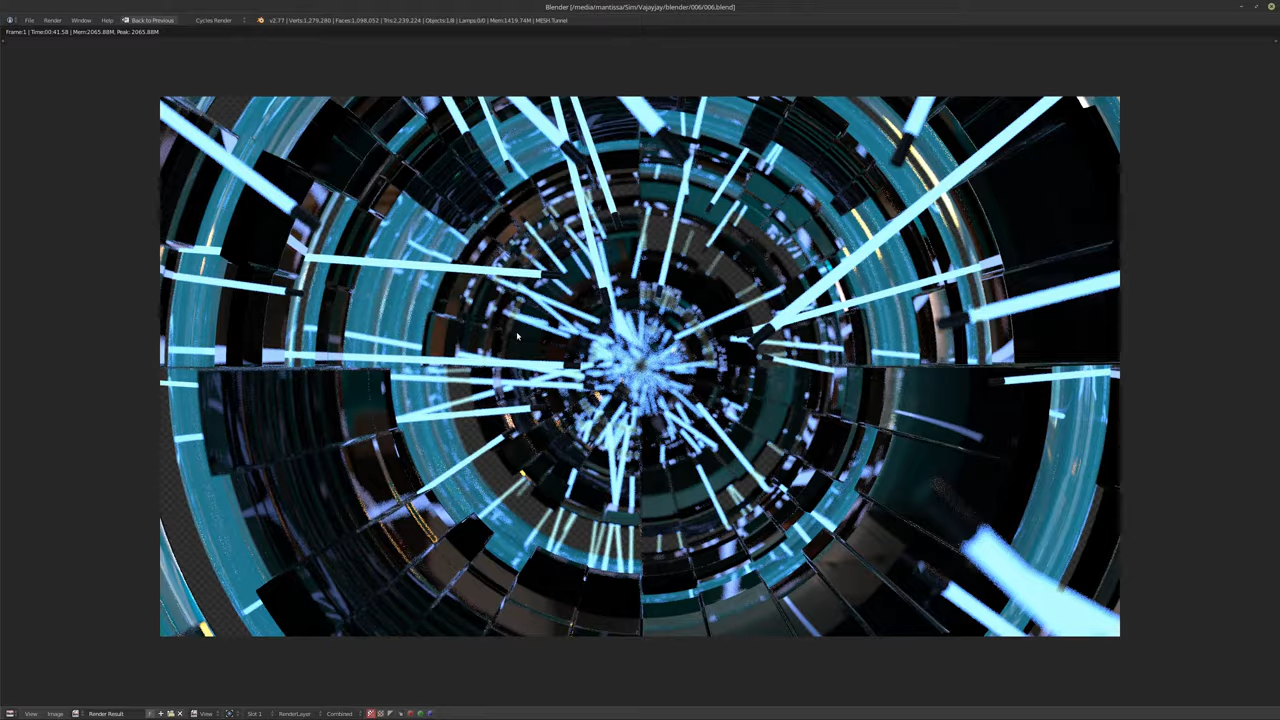 Blender [/media/mantissa/Sim/Vajayjay/blender/006/006.blend]
File Render Window Help Back to Previous Cycles Render v2.77 | Verts:1,279,280 | Faces:1,098,052 | Tris:2,239,224 | Objects:1/8 | Lamps:0/0 | Mem:1419.74M | MESH Tunnel
Frame:1 | Time:00:41.58 | Mem:2065.88M, Peak: 2065.88M
View Image Render Result F View Slot 1 RenderLayer Combined